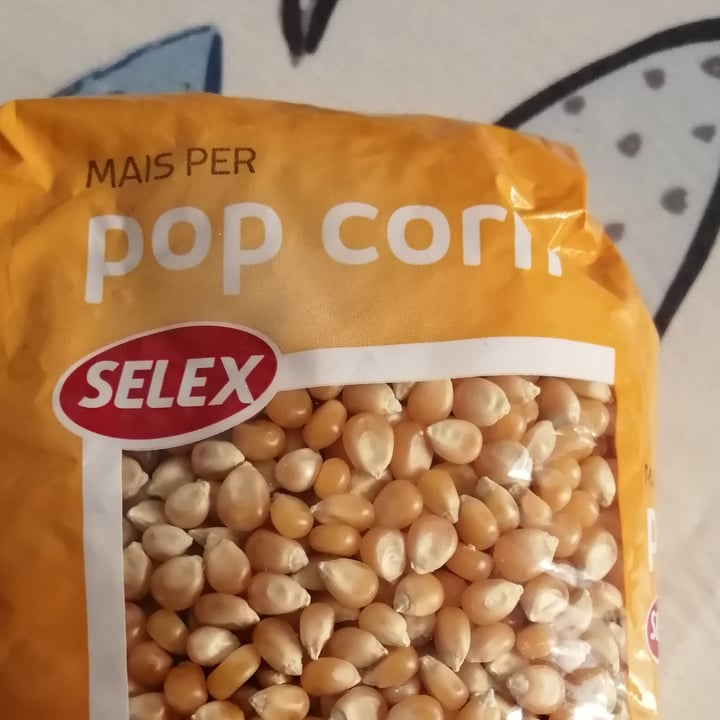 MAIS PER
pop corn
SELEX